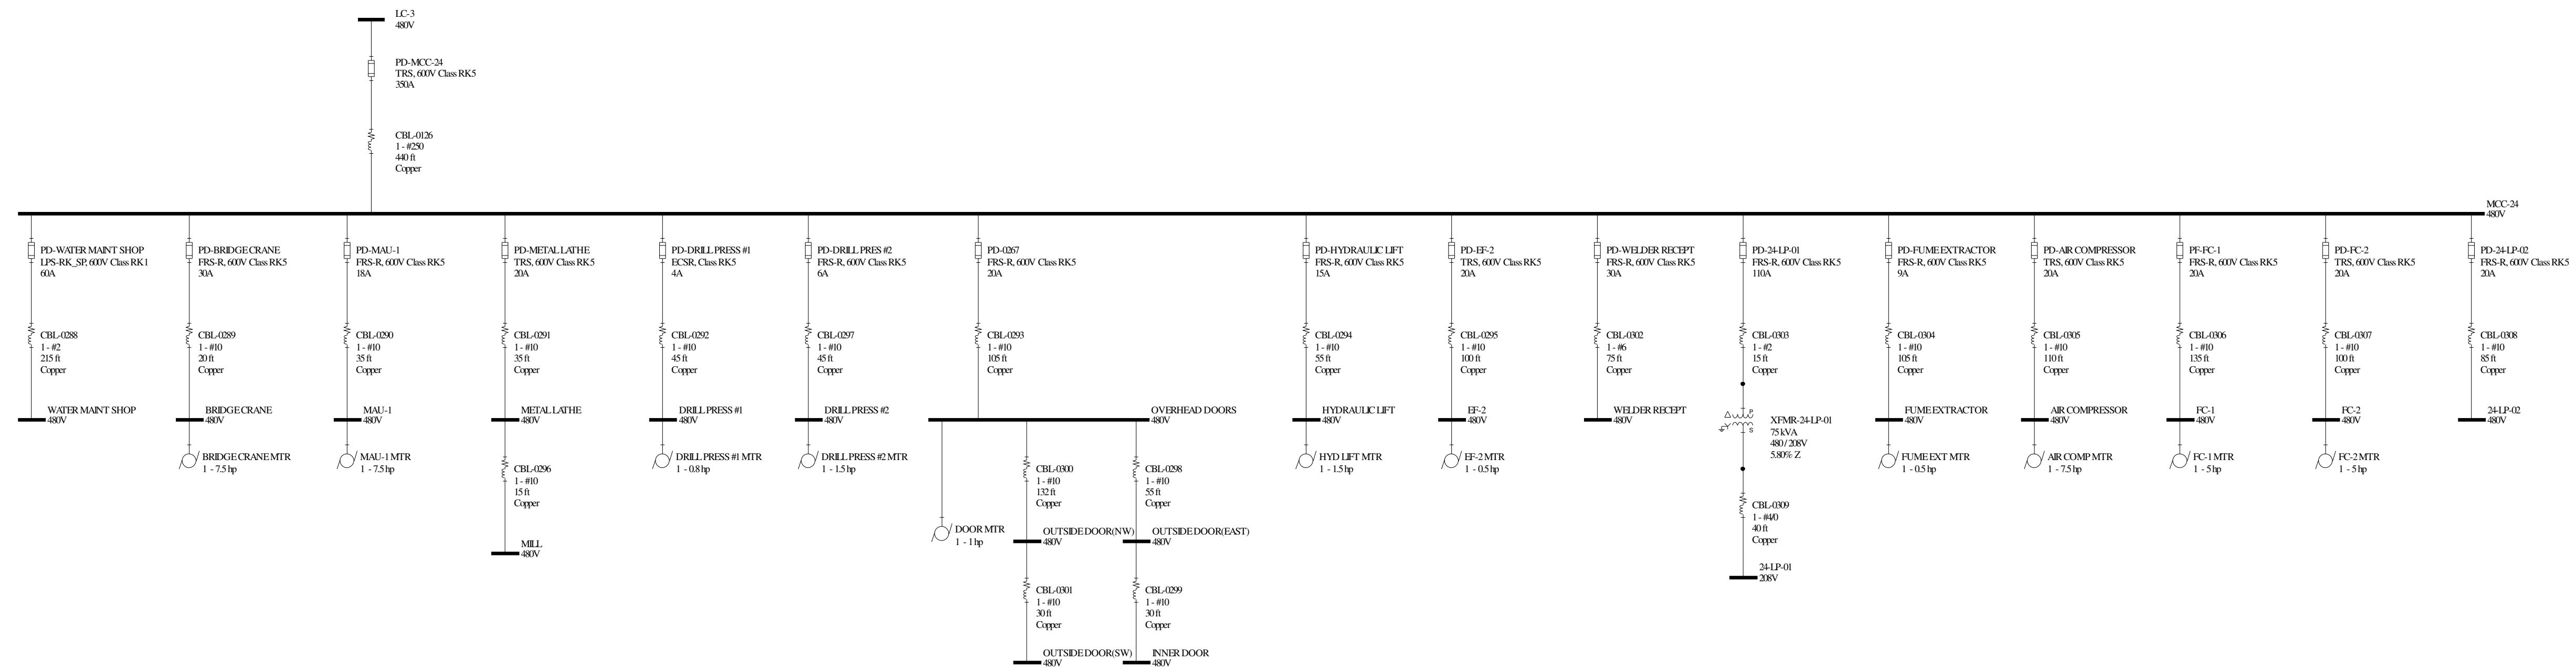 LC-3
480V
PD-MCC-24
TRS, 600V Class RK5
350A
CBL-0126
1 - #250
440 ft
Copper
MCC-24
480V
PD-WATER MAINT SHOP
LPS-RK_SP, 600V Class RK1
60A
CBL-0288
1 - #2
215 ft
Copper
WATER MAINT SHOP
480V
PD-BRIDGE CRANE
FRS-R, 600V Class RK5
30A
CBL-0289
1 - #10
20 ft
Copper
BRIDGE CRANE
480V
BRIDGE CRANE MTR
1 - 7.5 hp
PD-MAU-1
FRS-R, 600V Class RK5
18A
CBL-0290
1 - #10
35 ft
Copper
MAU-1
480V
MAU-1 MTR
1 - 7.5 hp
PD-METAL LATHE
TRS, 600V Class RK5
20A
CBL-0291
1 - #10
35 ft
Copper
METAL LATHE
480V
CBL-0296
1 - #10
15 ft
Copper
MILL
480V
PD-DRILL PRESS #1
ECSR, Class RK5
4A
CBL-0292
1 - #10
45 ft
Copper
DRILL PRESS #1
480V
DRILL PRESS #1 MTR
1 - 0.8 hp
PD-DRILL PRES #2
FRS-R, 600V Class RK5
6A
CBL-0297
1 - #10
45 ft
Copper
DRILL PRESS #2
480V
DRILL PRESS #2 MTR
1 - 1.5 hp
PD-0267
FRS-R, 600V Class RK5
20A
CBL-0293
1 - #10
105 ft
Copper
OVERHEAD DOORS
480V
DOOR MTR
1 - 1 hp
CBL-0300
1 - #10
132 ft
Copper
OUTSIDE DOOR(NW)
480V
CBL-0301
1 - #10
30 ft
Copper
OUTSIDE DOOR(SW)
480V
CBL-0298
1 - #10
55 ft
Copper
OUTSIDE DOOR(EAST)
480V
CBL-0299
1 - #10
30 ft
Copper
INNER DOOR
480V
PD-HYDRAULIC LIFT
FRS-R, 600V Class RK5
15A
CBL-0294
1 - #10
55 ft
Copper
HYDRAULIC LIFT
480V
HYD LIFT MTR
1 - 1.5 hp
PD-EF-2
TRS, 600V Class RK5
20A
CBL-0295
1 - #10
100 ft
Copper
EF-2
480V
EF-2 MTR
1 - 0.5 hp
PD-WELDER RECEPT
FRS-R, 600V Class RK5
30A
CBL-0302
1 - #6
75 ft
Copper
WELDER RECEPT
480V
PD-24-LP-01
FRS-R, 600V Class RK5
110A
CBL-0303
1 - #2
15 ft
Copper
P
S
XFMR-24-LP-01
75 kVA
480 / 208V
5.80% Z
CBL-0309
1 - #4/0
40 ft
Copper
24-LP-01
208V
PD-FUME EXTRACTOR
FRS-R, 600V Class RK5
9A
CBL-0304
1 - #10
105 ft
Copper
FUME EXTRACTOR
480V
FUME EXT MTR
1 - 0.5 hp
PD-AIR COMPRESSOR
TRS, 600V Class RK5
20A
CBL-0305
1 - #10
110 ft
Copper
AIR COMPRESSOR
480V
AIR COMP MTR
1 - 7.5 hp
PF-FC-1
FRS-R, 600V Class RK5
20A
CBL-0306
1 - #10
135 ft
Copper
FC-1
480V
FC-1 MTR
1 - 5 hp
PD-FC-2
TRS, 600V Class RK5
20A
CBL-0307
1 - #10
100 ft
Copper
FC-2
480V
FC-2 MTR
1 - 5 hp
PD-24-LP-02
FRS-R, 600V Class RK5
20A
CBL-0308
1 - #10
85 ft
Copper
24-LP-02
480V